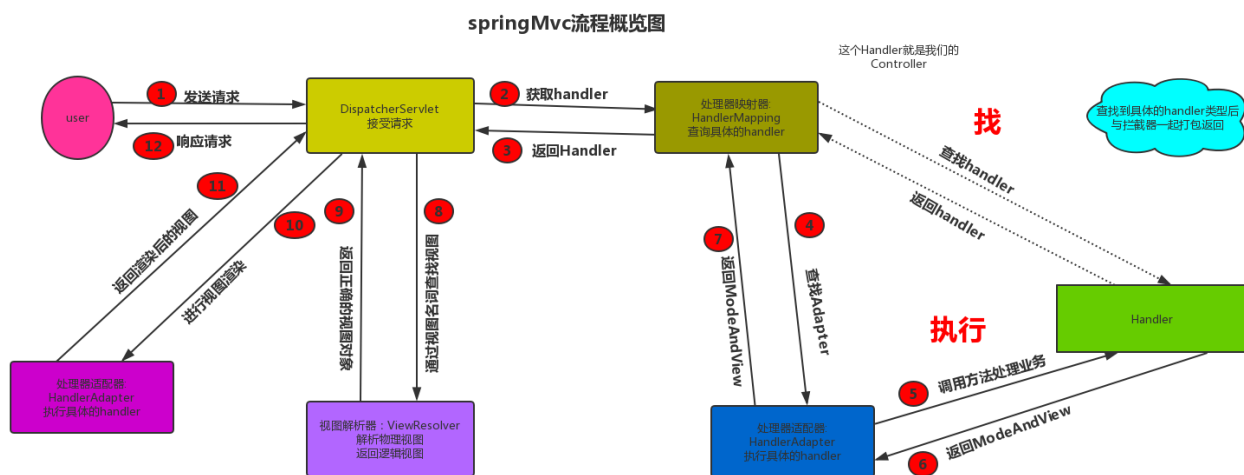 springMvc流程概览图
这个Handler就是我们的
Controller
1
发送请求
2
获取handler
user
DispatcherServlet
接受请求
处理器映射器:
HandlerMapping
查询具体的handler
找
查找到具体的handler类型后
与拦截器一起打包返回
12
响应请求
3
返回Handler
查找handler
返回handler
11
返回渲染后的视图
10
进行视图渲染
9
返回正确的视图对象
8
通过视图名查找视图
7
返回ModeAndView
4
查找Adapter
Handler
执行
处理器适配器
HandlerAdapter
执行具体的handler
视图解析器：ViewResolver
解析物理视图
返回逻辑视图
处理器适配器
HandlerAdapter
执行具体的handler
5
调用方法处理业务
6
返回ModeAndView